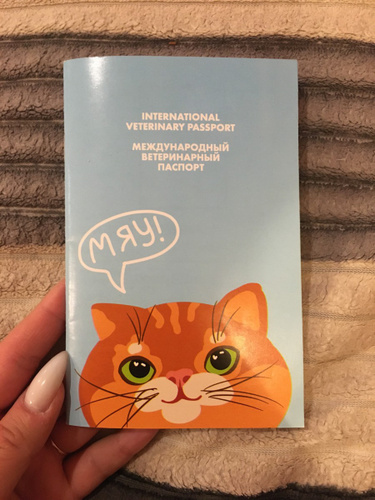 INTERNATIONAL
VETERINARY PASSPORT
МЕЖДУНАРОДНЫЙ
ВЕТЕРИНАРНЫЙ
ПАСПОРТ
МЯУ!